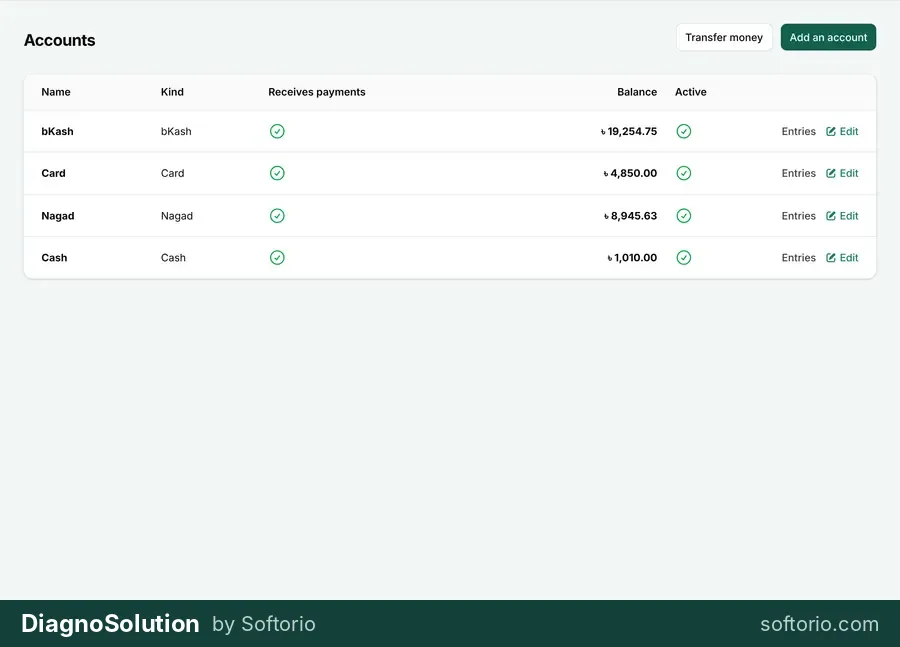 Accounts
Transfer money
Add an account
Name Kind Receives payments Balance Active
bKash bKash ৳ 19,254.75 Entries Edit
Card Card ৳ 4,850.00 Entries Edit
Nagad Nagad ৳ 8,945.63 Entries Edit
Cash Cash ৳ 1,010.00 Entries Edit
DiagnoSolution by Softorio
softorio.com